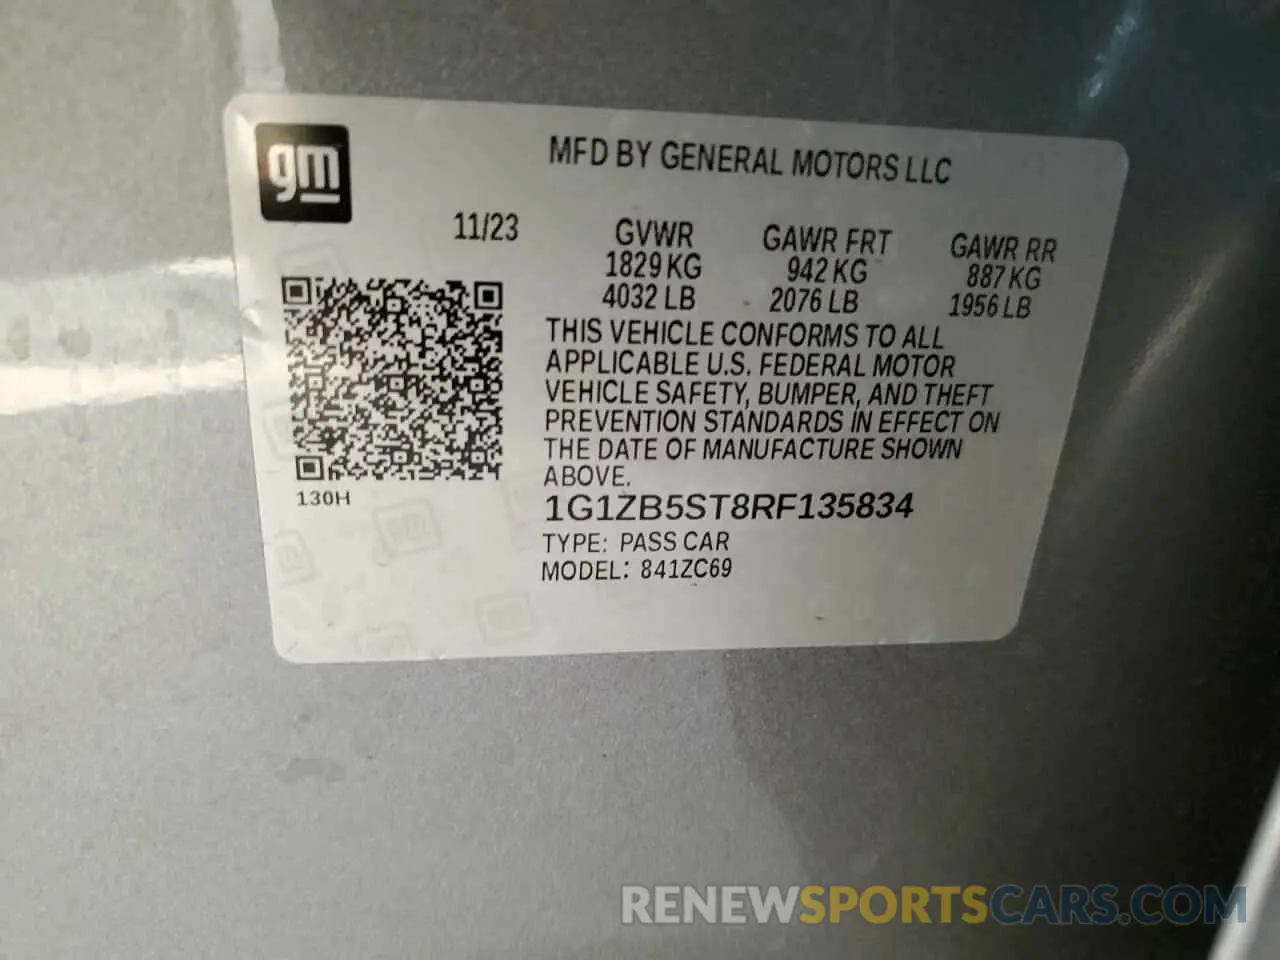 gm
MFD BY GENERAL MOTORS LLC
11/23
GVWR
1829 KG
4032 LB
GAWR FRT
942 KG
2076 LB
GAWR RR
887 KG
1956 LB
THIS VEHICLE CONFORMS TO ALL
APPLICABLE U.S. FEDERAL MOTOR
VEHICLE SAFETY, BUMPER, AND THEFT
PREVENTION STANDARDS IN EFFECT ON
THE DATE OF MANUFACTURE SHOWN
ABOVE.
130H
1G1ZB5ST8RF135834
TYPE: PASS CAR
MODEL: 841ZC69
RENEWSPORTSCARS.COM